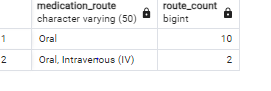 medication_route route_count
character varying (50) bigint
1 Oral 10
2 Oral, Intravenous (IV) 2